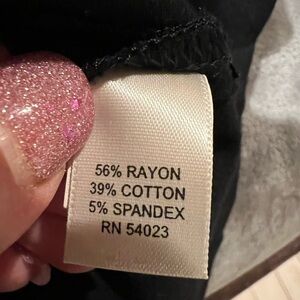 56% RAYON
39% COTTON
5% SPANDEX
RN 54023